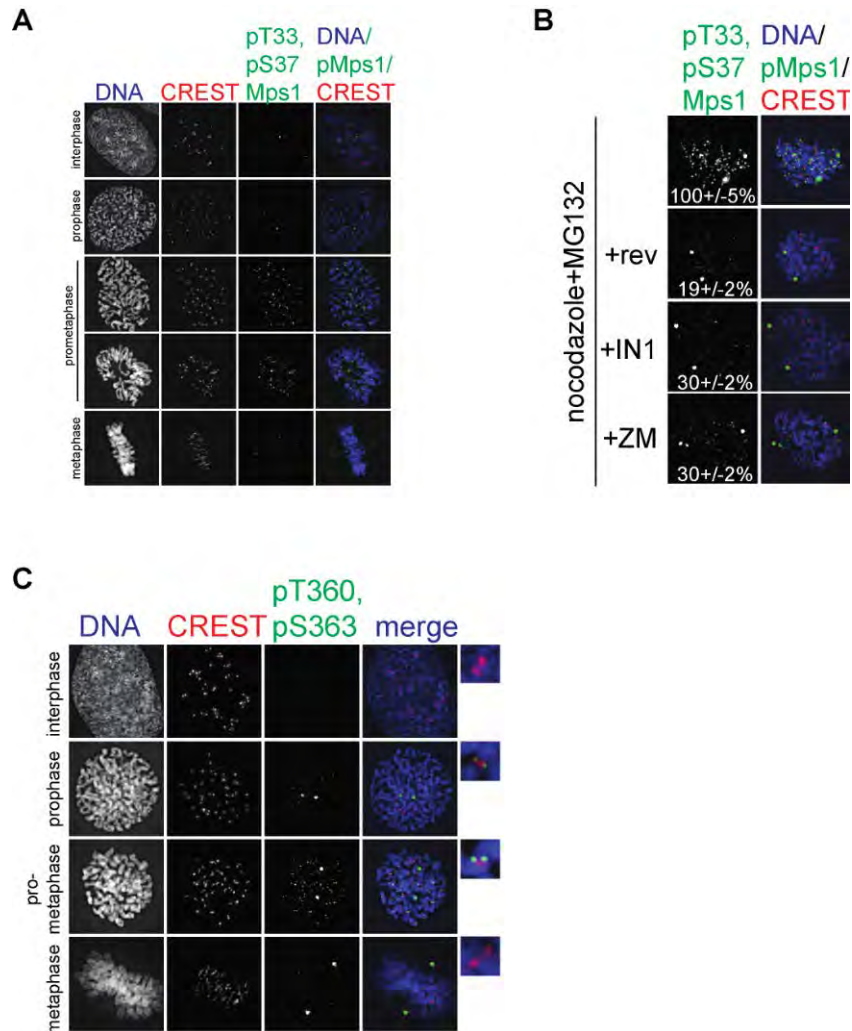 A
DNA
CREST
pT33,
pS37
Mps1
DNA/
pMps1/
CREST
interphase
prophase
prometaphase
metaphase
B
pT33,
pS37
Mps1
DNA/
pMps1/
CREST
nocodazole+MG132
100+/-5%
+rev
19+/-2%
+IN1
30+/-2%
+ZM
30+/-2%
C
DNA
CREST
pT360,
pS363
merge
interphase
prophase
pro-
metaphase
metaphase